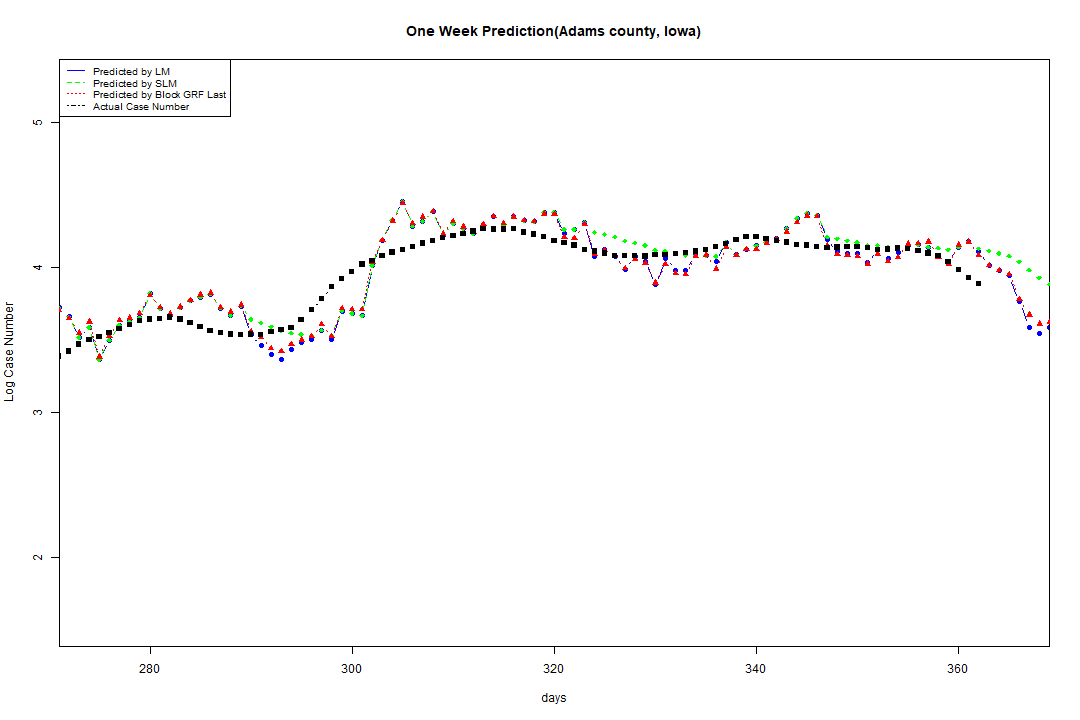 One Week Prediction(Adams county, Iowa)
Predicted by LM
Predicted by SLM
Predicted by Block GRF Last
Actual Case Number
5
4
3
2
Log Case Number
280
300
320
340
360
days